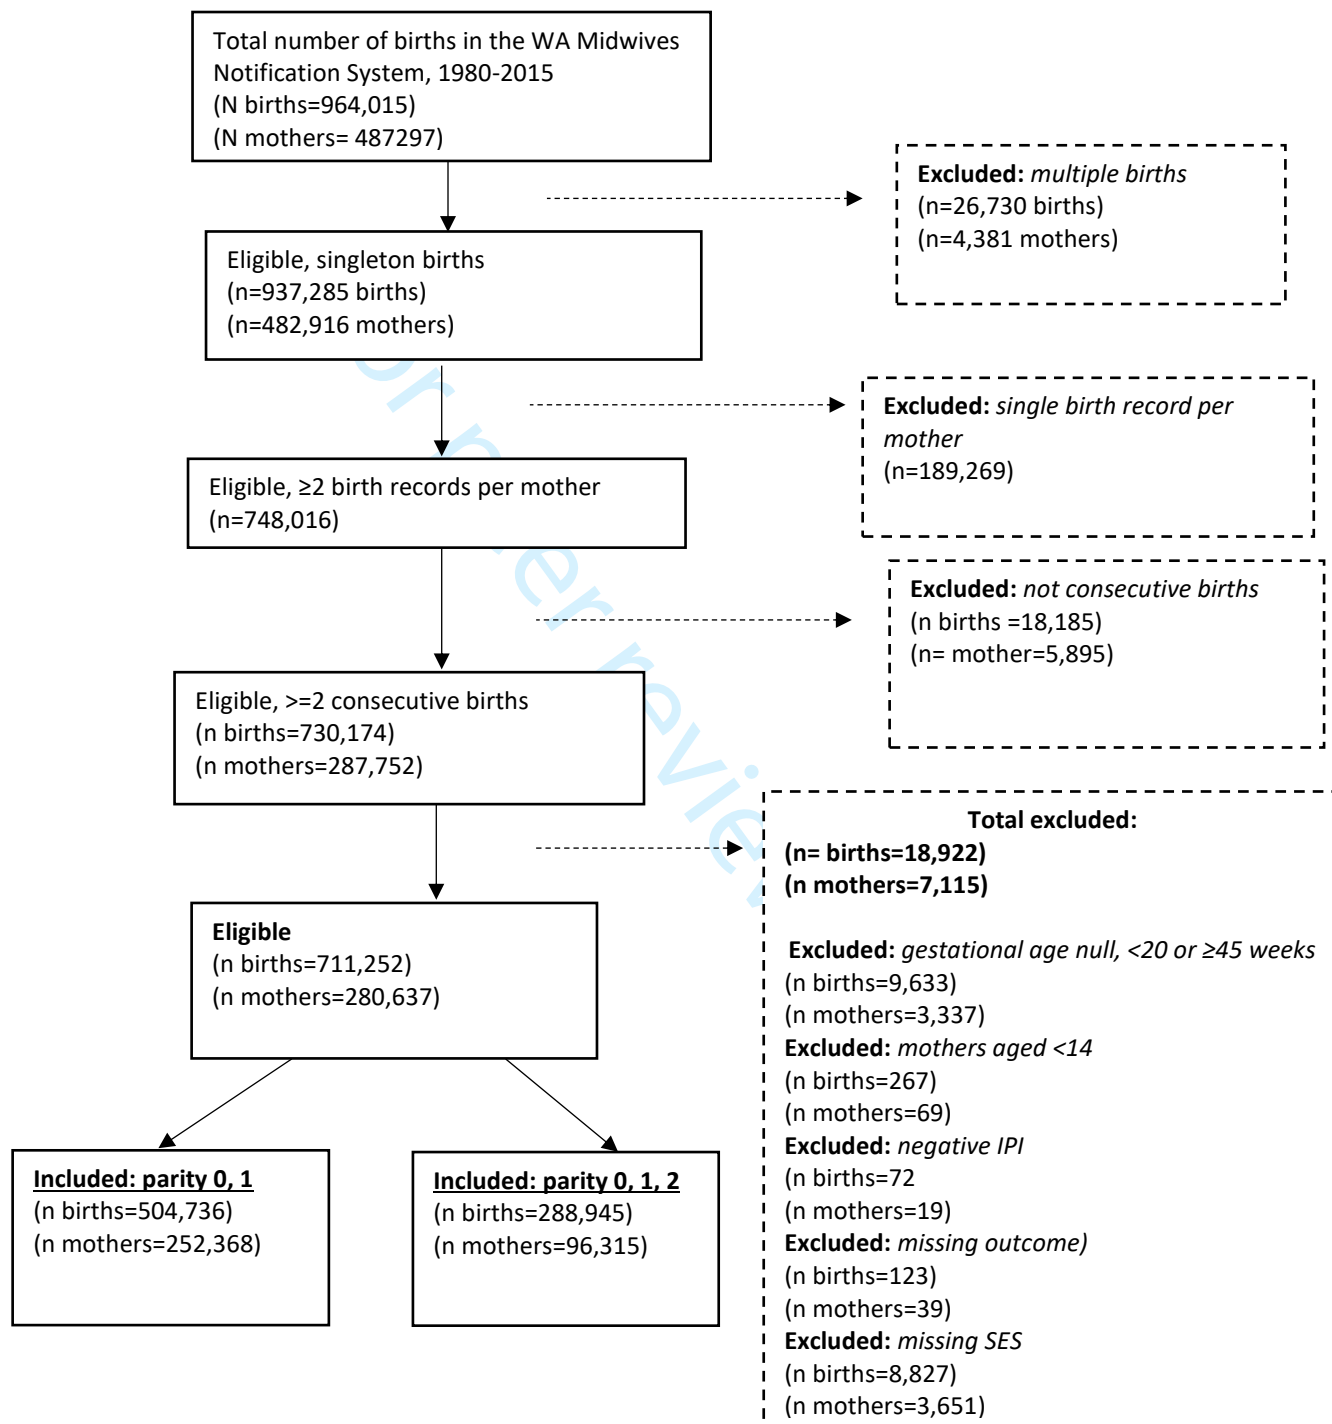 Total number of births in the WA Midwives
Notification System, 1980-2015
(N births=964,015)
(N mothers= 487297)
Excluded: multiple births
(n=26,730 births)
(n=4,381 mothers)
Eligible, singleton births
(n=937,285 births)
(n=482,916 mothers)
Excluded: single birth record per
mother
(n=189,269)
Eligible, ≥2 birth records per mother
(n=748,016)
Excluded: not consecutive births
(n births =18,185)
(n= mother=5,895)
Eligible, >=2 consecutive births
(n births=730,174)
(n mothers=287,752)
Total excluded:
(n= births=18,922)
(n mothers=7,115)
Excluded: gestational age null, <20 or ≥45 weeks
(n births=9,633)
(n mothers=3,337)
Excluded: mothers aged <14
(n births=267)
(n mothers=69)
Excluded: negative IPI
(n births=72
(n mothers=19)
Excluded: missing outcome)
(n births=123)
(n mothers=39)
Excluded: missing SES
(n births=8,827)
(n mothers=3,651)
Eligible
(n births=711,252)
(n mothers=280,637)
Included: parity 0, 1
(n births=504,736)
(n mothers=252,368)
Included: parity 0, 1, 2
(n births=288,945)
(n mothers=96,315)
review